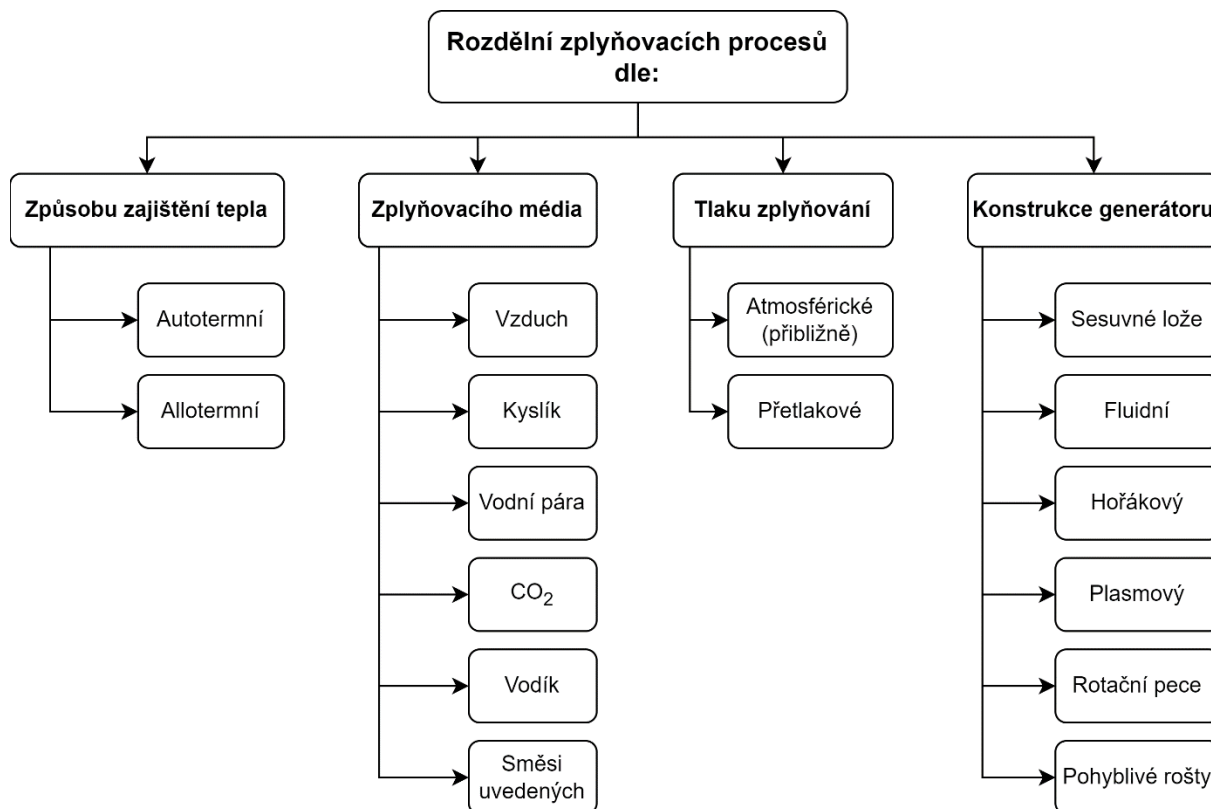 Rozdělní zplyňovacích procesů
dle:
Způsobu zajištění tepla
Autotermní
Allotermní
Zplyňovacího média
Vzduch
Kyslík
Vodní pára
CO₂
Vodík
Směsi
uvedených
Tlaku zplyňování
Atmosférické
(přibližně)
Přetlakové
Konstrukce generátoru
Sesuvné lože
Fluidní
Hořákový
Plasmový
Rotační pece
Pohyblivé rošty